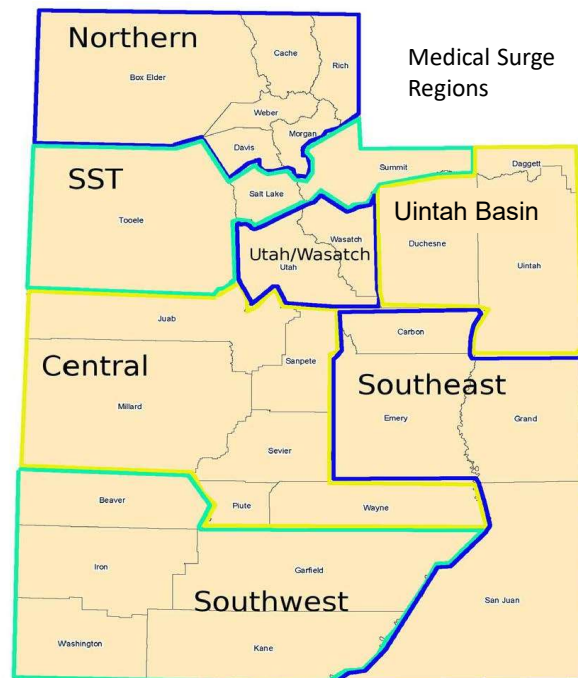 Northern
Medical Surge
Regions
Cache
Rich
Box Elder
Weber
Davis
Morgan
SST
Summit
Daggett
Salt Lake
Tooele
Uintah Basin
Wasatch
Duchesne
Utah/Wasatch
Utah
Uintah
Juab
Carbon
Central
Sanpete
Southeast
Millard
Emery
Grand
Sevier
Beaver
Piute
Wayne
Iron
Garfield
Southwest
San Juan
Washington
Kane